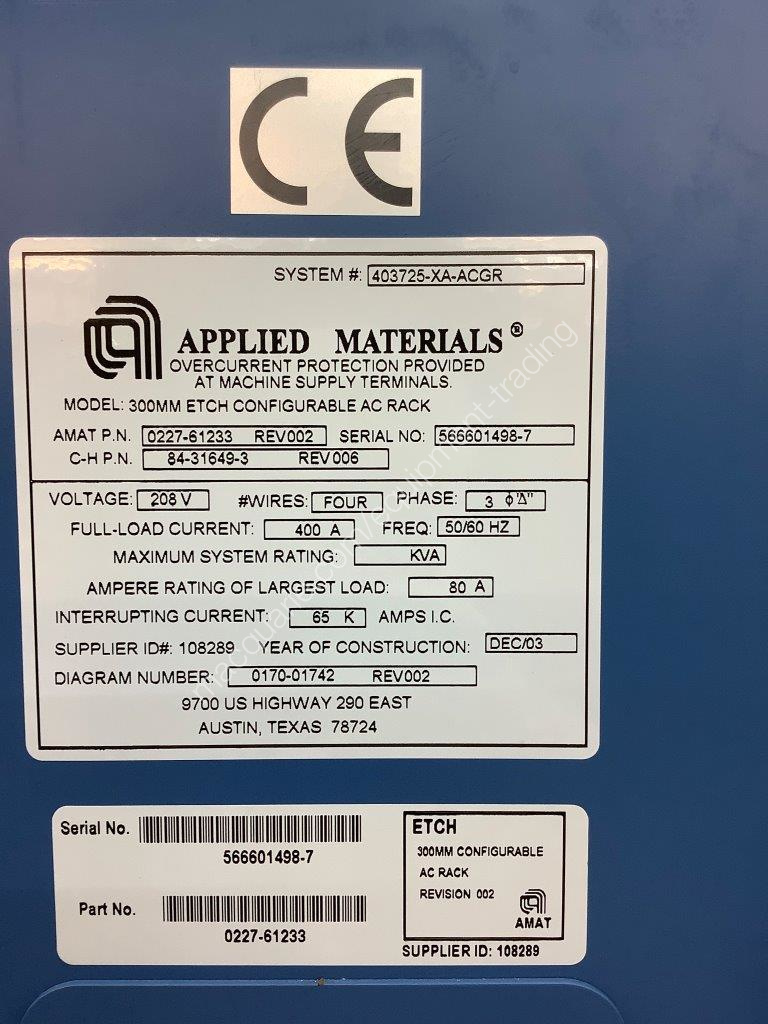 CE
SYSTEM #: 403725-XA-ACGR
APPLIED MATERIALS®
OVERCURRENT PROTECTION PROVIDED
AT MACHINE SUPPLY TERMINALS.
MODEL: 300MM ETCH CONFIGURABLE AC RACK
AMAT P.N. 0227-61233 REV002 SERIAL NO: 566601498-7
C-H P.N. 84-31649-3 REV006
VOLTAGE: 208 V #WIRES: FOUR PHASE: 3 ϕ"Δ"
FULL-LOAD CURRENT: 400 A FREQ: 50/60 HZ
MAXIMUM SYSTEM RATING: KVA
AMPERE RATING OF LARGEST LOAD: 80 A
INTERRUPTING CURRENT: 65 K AMPS I.C.
SUPPLIER ID#: 108289 YEAR OF CONSTRUCTION: DEC/03
DIAGRAM NUMBER: 0170-01742 REV002
9700 US HIGHWAY 290 EAST
AUSTIN, TEXAS 78724
Serial No.
566601498-7
Part No.
0227-61233
ETCH
300MM CONFIGURABLE
AC RACK
REVISION 002
AMAT
SUPPLIER ID: 108289
macquarie.com/equipment-trading